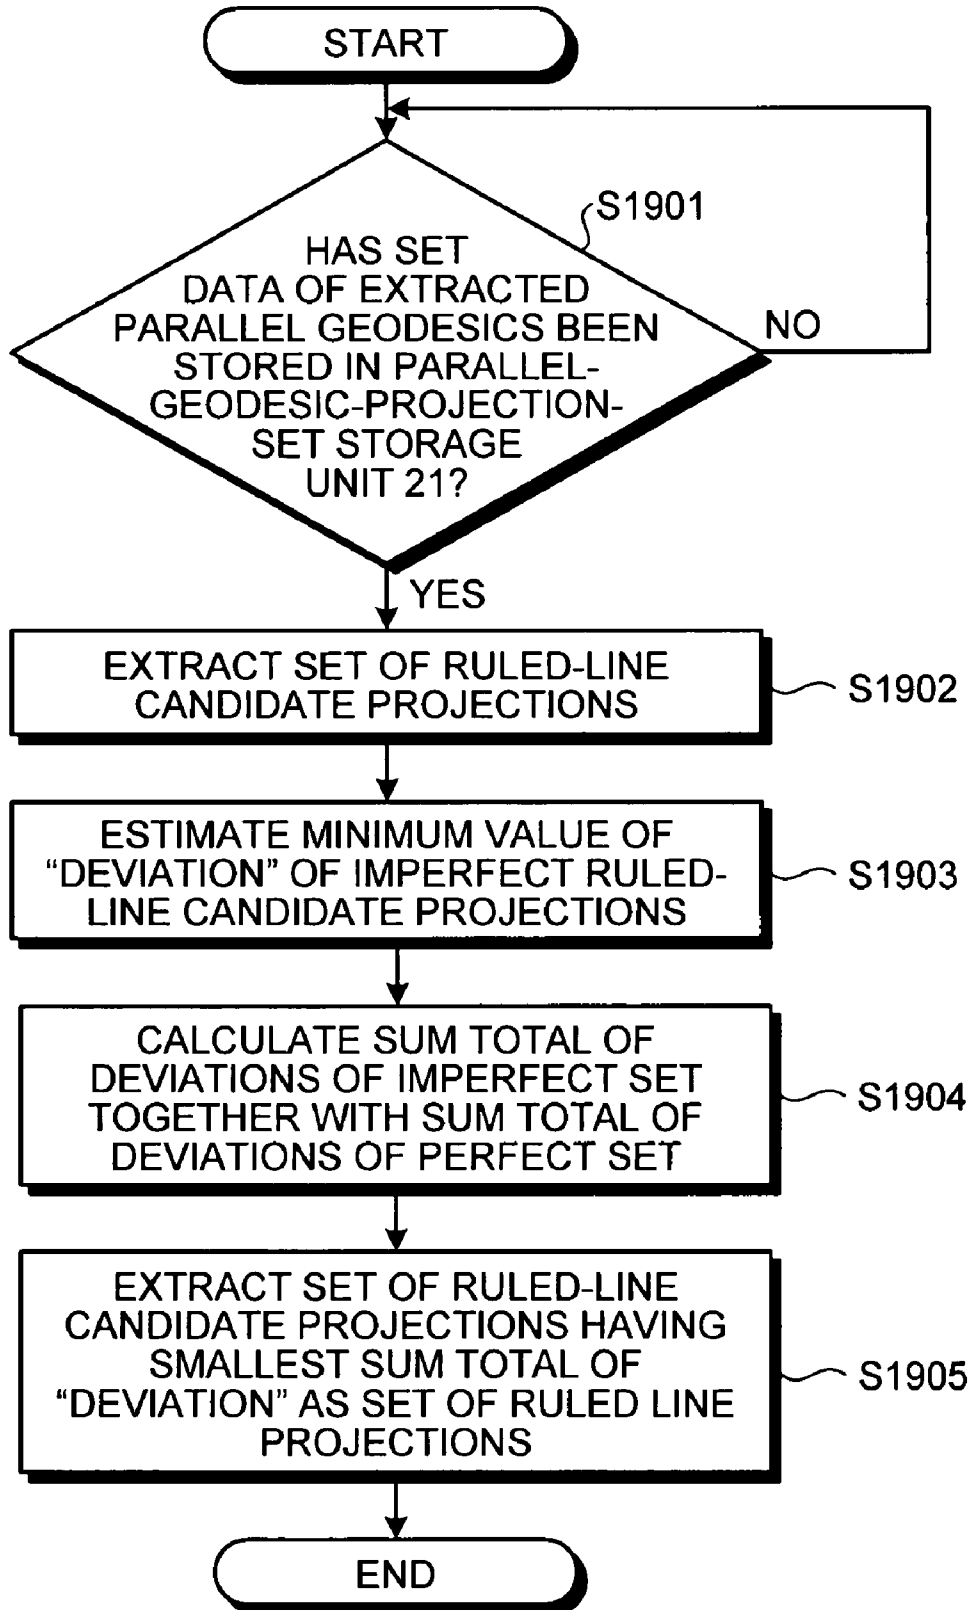 START
S1901
HAS SET
DATA OF EXTRACTED
PARALLEL GEODESICS BEEN
STORED IN PARALLEL-
GEODESIC-PROJECTION-
SET STORAGE
UNIT 21?
NO
YES
EXTRACT SET OF RULED-LINE
CANDIDATE PROJECTIONS
S1902
ESTIMATE MINIMUM VALUE OF
“DEVIATION” OF IMPERFECT RULED-
LINE CANDIDATE PROJECTIONS
S1903
CALCULATE SUM TOTAL OF
DEVIATIONS OF IMPERFECT SET
TOGETHER WITH SUM TOTAL OF
DEVIATIONS OF PERFECT SET
S1904
EXTRACT SET OF RULED-LINE
CANDIDATE PROJECTIONS HAVING
SMALLEST SUM TOTAL OF
“DEVIATION” AS SET OF RULED LINE
PROJECTIONS
S1905
END